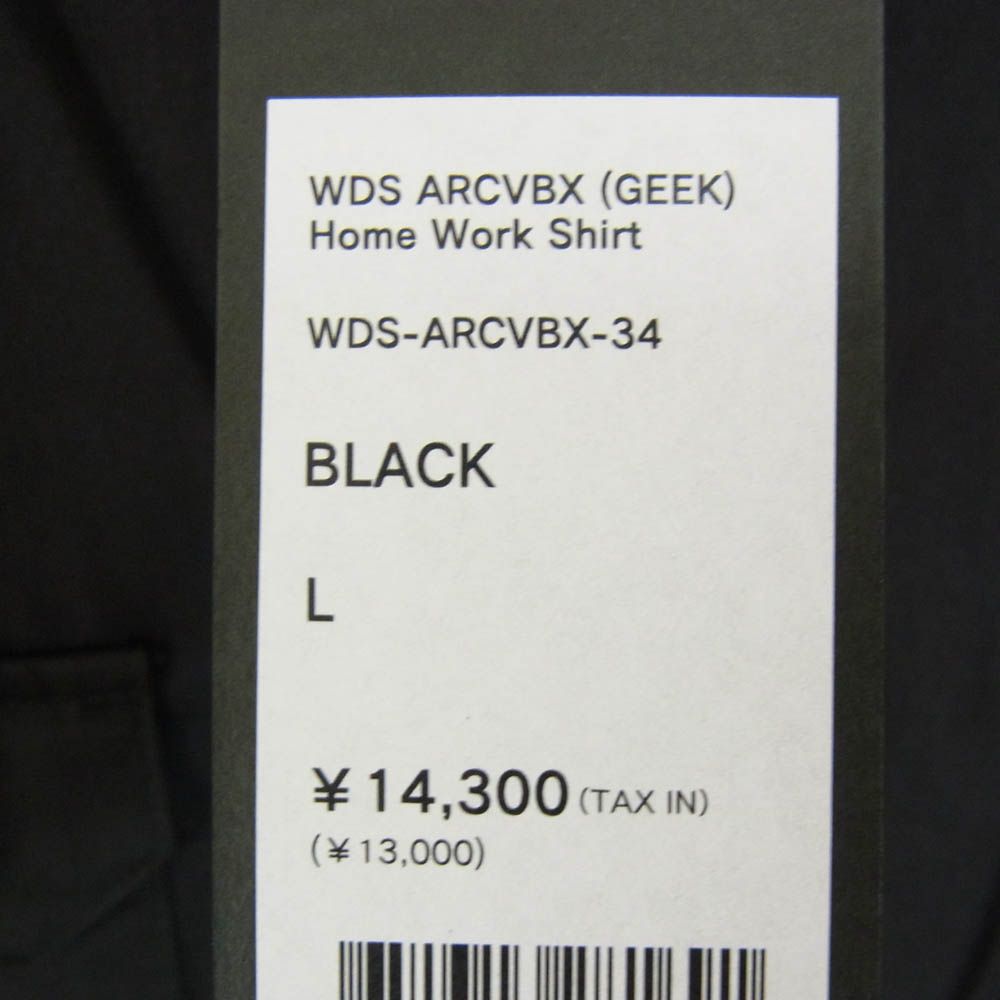 WDS ARCVBX (GEEK)
Home Work Shirt
WDS-ARCVBX-34
BLACK
L
¥14,300 (TAX IN)
(¥13,000)